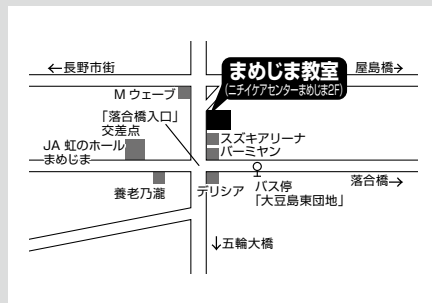 ←長野市街
まめじま教室
(ニチイケアセンターまめじま2F)
屋島橋→
Mウェーブ
「落合橋入口」
交差点
JA 虹のホール
まめじま
スズキアリーナ
バーミヤン
養老乃瀧
デリシア
バス停
「大豆島東団地」
落合橋→
↓五輪大橋